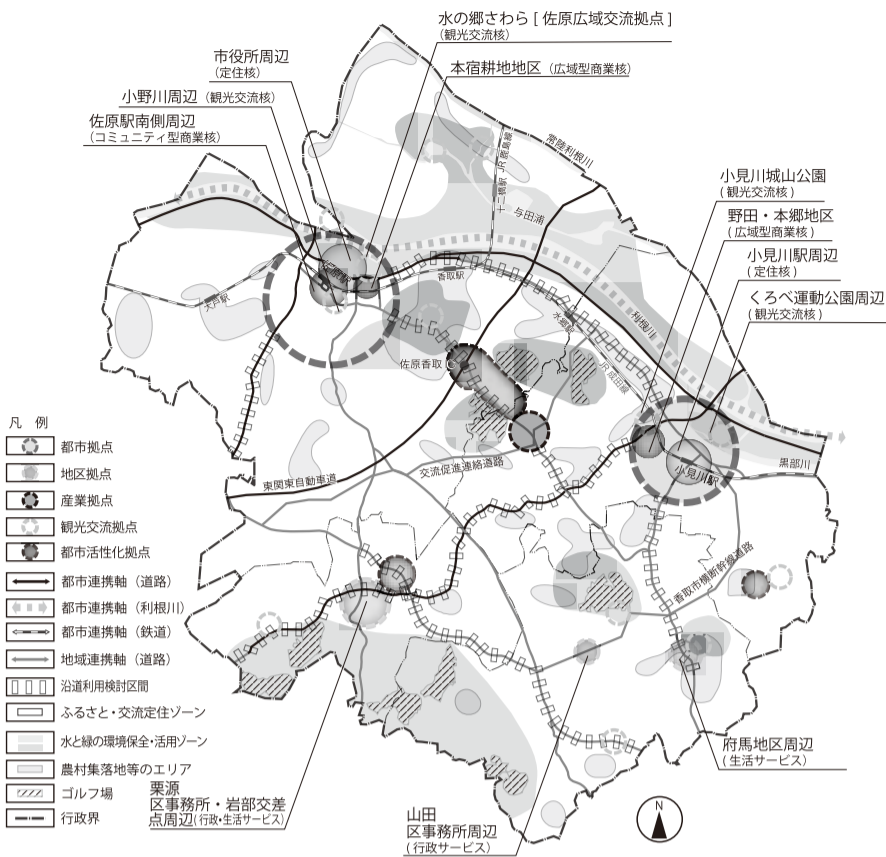 水の郷さわら [ 佐原広域交流拠点 ]
(観光交流核)
市役所周辺
(定住核)
本宿耕地地区 (広域型商業核)
小野川周辺 (観光交流核)
佐原駅南側周辺
(コミュニティ型商業核)
小見川城山公園
( 観光交流核 )
野田・本郷地区
( 広域型商業核 )
小見川駅周辺
( 定住核 )
くろべ運動公園周辺
( 観光交流核 )
常陸利根川
JR 鹿島線
十二橋駅
与田浦
佐原駅
香取駅
大戸駅
水郷駅
利根川
JR 成田線
佐原香取
小見川駅
黒部川
交流促進連絡道路
東関東自動車道
香取市横断幹線道路
凡 例
都市拠点
地区拠点
産業拠点
観光交流拠点
都市活性化拠点
都市連携軸（道路）
都市連携軸（利根川）
都市連携軸（鉄道）
地域連携軸（道路）
沿道利用検討区間
ふるさと・交流定住ゾーン
水と緑の環境保全・活用ゾーン
農村集落地等のエリア
ゴルフ場
行政界
栗源
区事務所・岩部交差
点周辺(行政・生活サービス)
山田
区事務所周辺
(行政サービス)
府馬地区周辺
( 生活サービス)
N